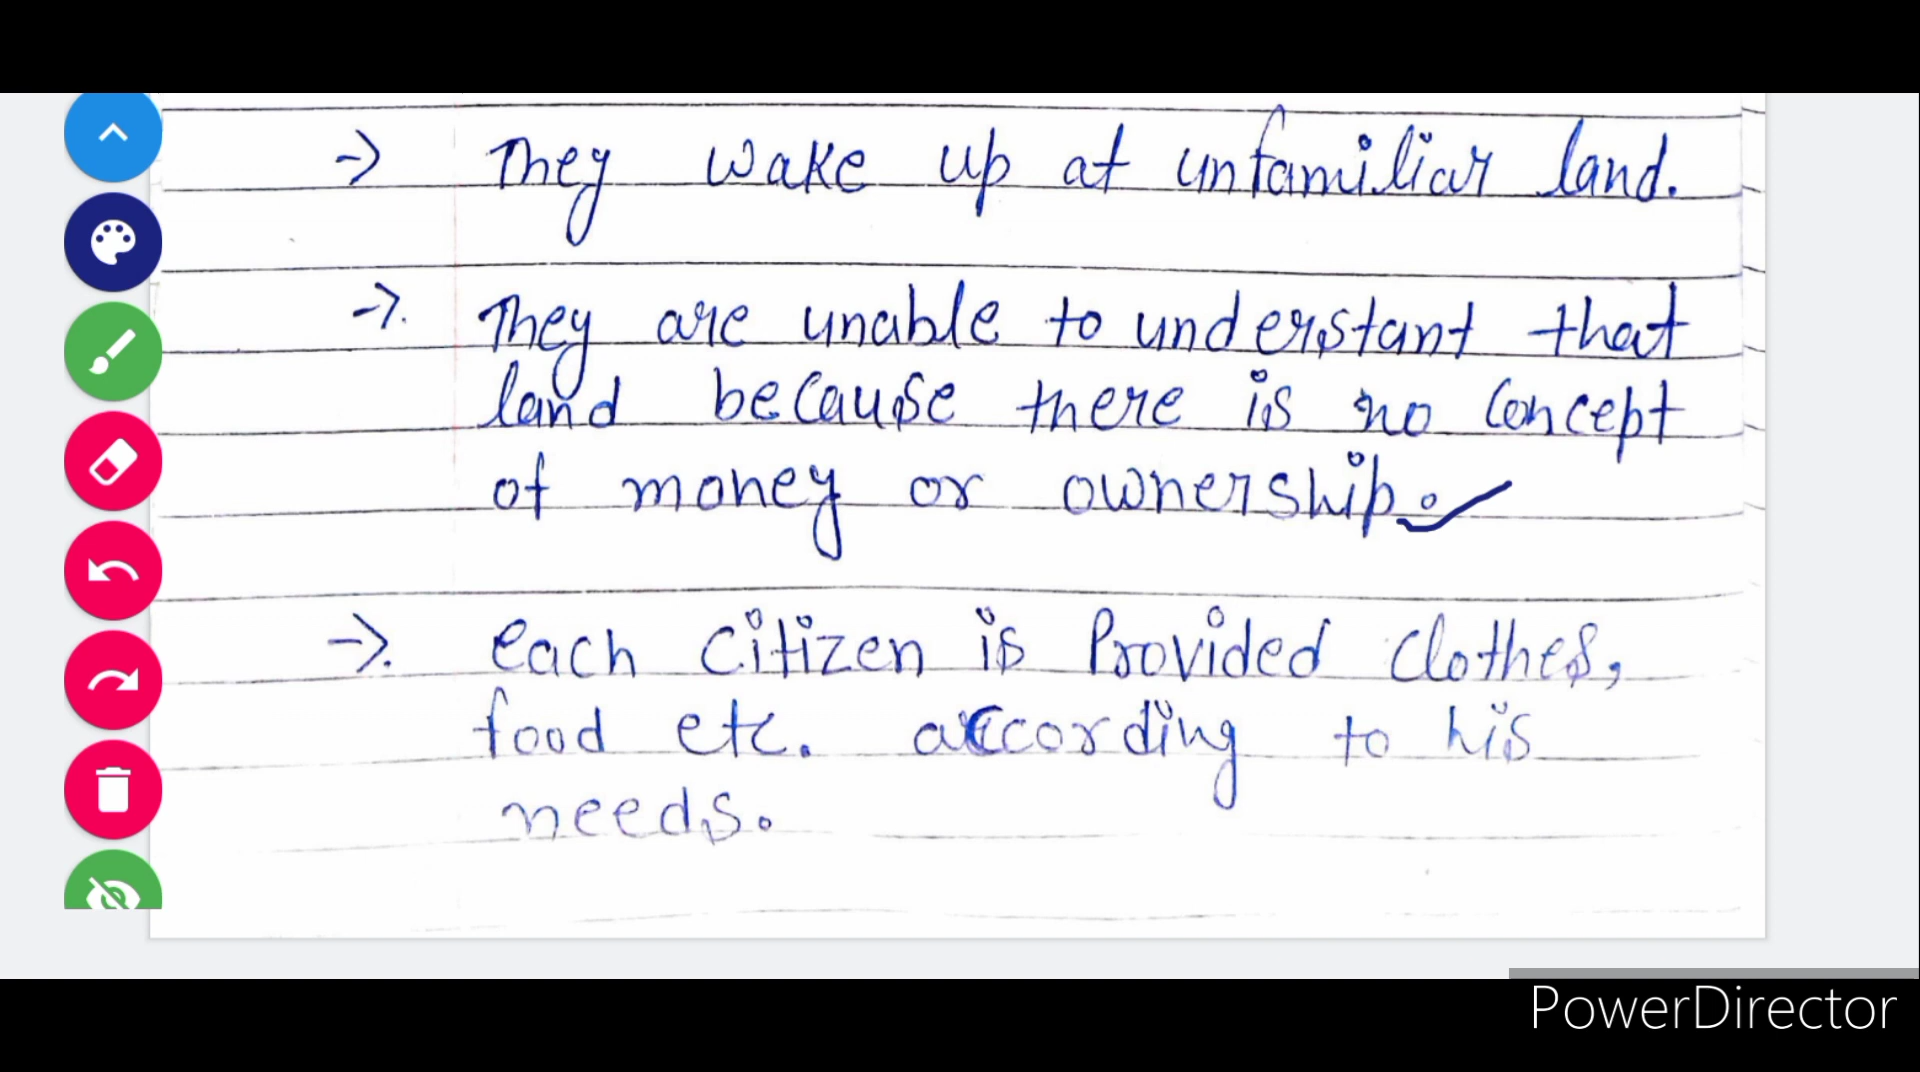 -> They wake up at unfamiliar land.
->. They are unable to understant that
land because there is no Concept
of money or ownership.
->. each citizen is Provided clothes,
food etc. according to his
needs.
PowerDirector